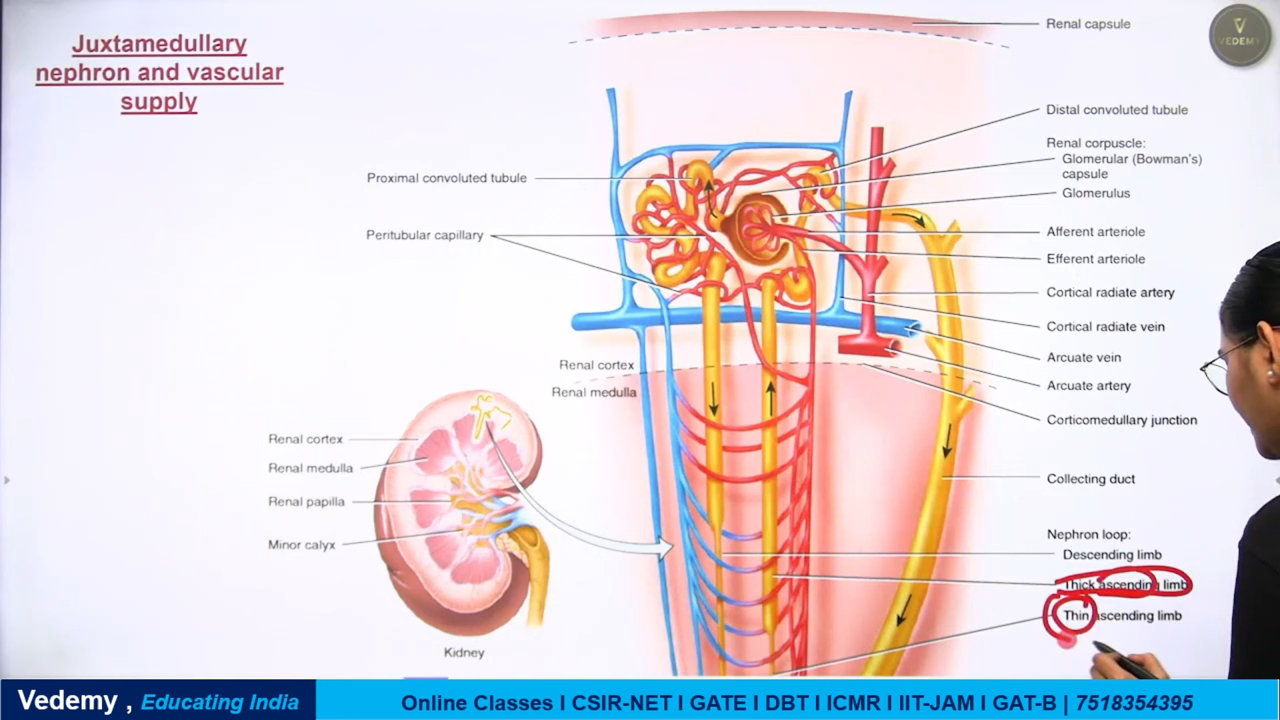 Juxtamedullary
nephron and vascular
supply
Renal capsule
VEDEMY
Distal convoluted tubule
Renal corpuscle:
Glomerular (Bowman's)
capsule
Glomerulus
Proximal convoluted tubule
Peritubular capillary
Afferent arteriole
Efferent arteriole
Cortical radiate artery
Cortical radiate vein
Arcuate vein
Arcuate artery
Corticomedullary junction
Renal cortex
Renal medulla
Renal cortex
Renal medulla
Renal papilla
Minor calyx
Kidney
Collecting duct
Nephron loop:
Descending limb
Thick ascending limb
Thin ascending limb
Vedemy , Educating India
Online Classes I CSIR-NET I GATE I DBT I ICMR I IIT-JAM I GAT-B | 7518354395